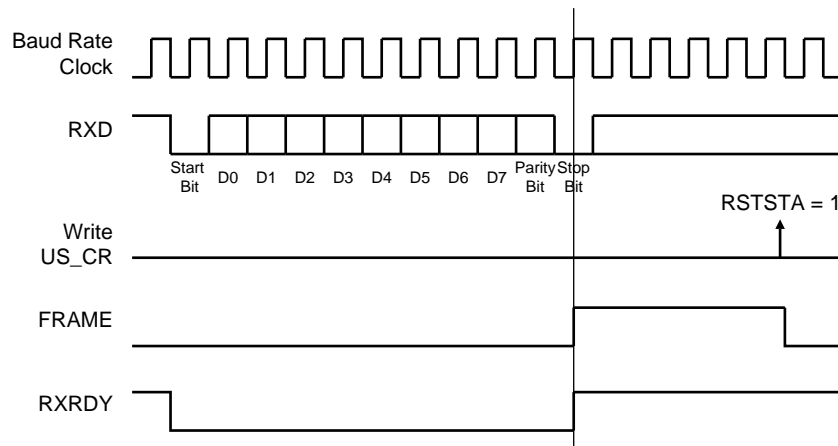 Baud Rate
Clock
RXD
Start
Bit
D0 D1 D2 D3 D4 D5 D6 D7
Parity
Bit
Stop
Bit
RSTSTA = 1
Write
US_CR
FRAME
RXRDY